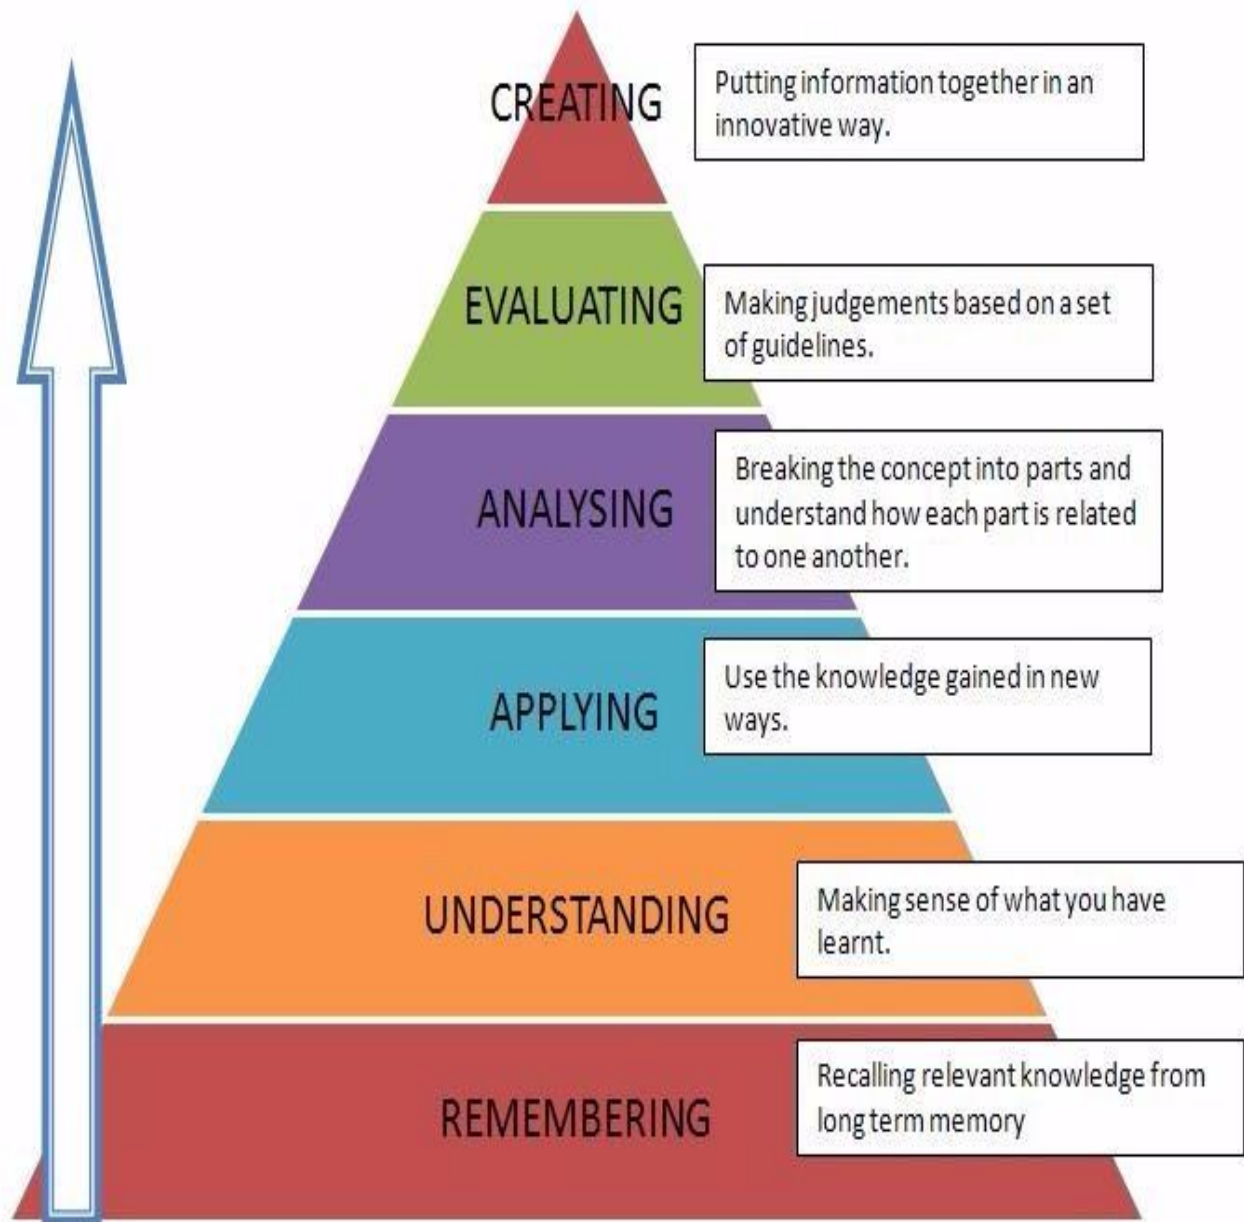 CREATING
Putting information together in an
innovative way.
EVALUATING
Making judgements based on a set
of guidelines.
ANALYSING
Breaking the concept into parts and
understand how each part is related
to one another.
APPLYING
Use the knowledge gained in new
ways.
UNDERSTANDING
Making sense of what you have
learnt.
REMEMBERING
Recalling relevant knowledge from
long term memory